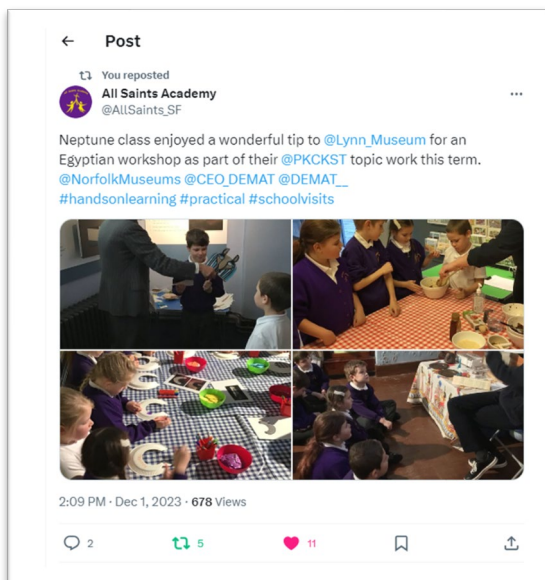 Post
You reposted
All Saints Academy
@AllSaints_SF
Neptune class enjoyed a wonderful tip to @Lynn_Museum for an
Egyptian workshop as part of their @PKCKST topic work this term.
@NorfolkMuseums @CEO_DEMAT @DEMAT__
#handsonlearning #practical #schoolvisits
2:09 PM · Dec 1, 2023 · 678 Views
2 5 11